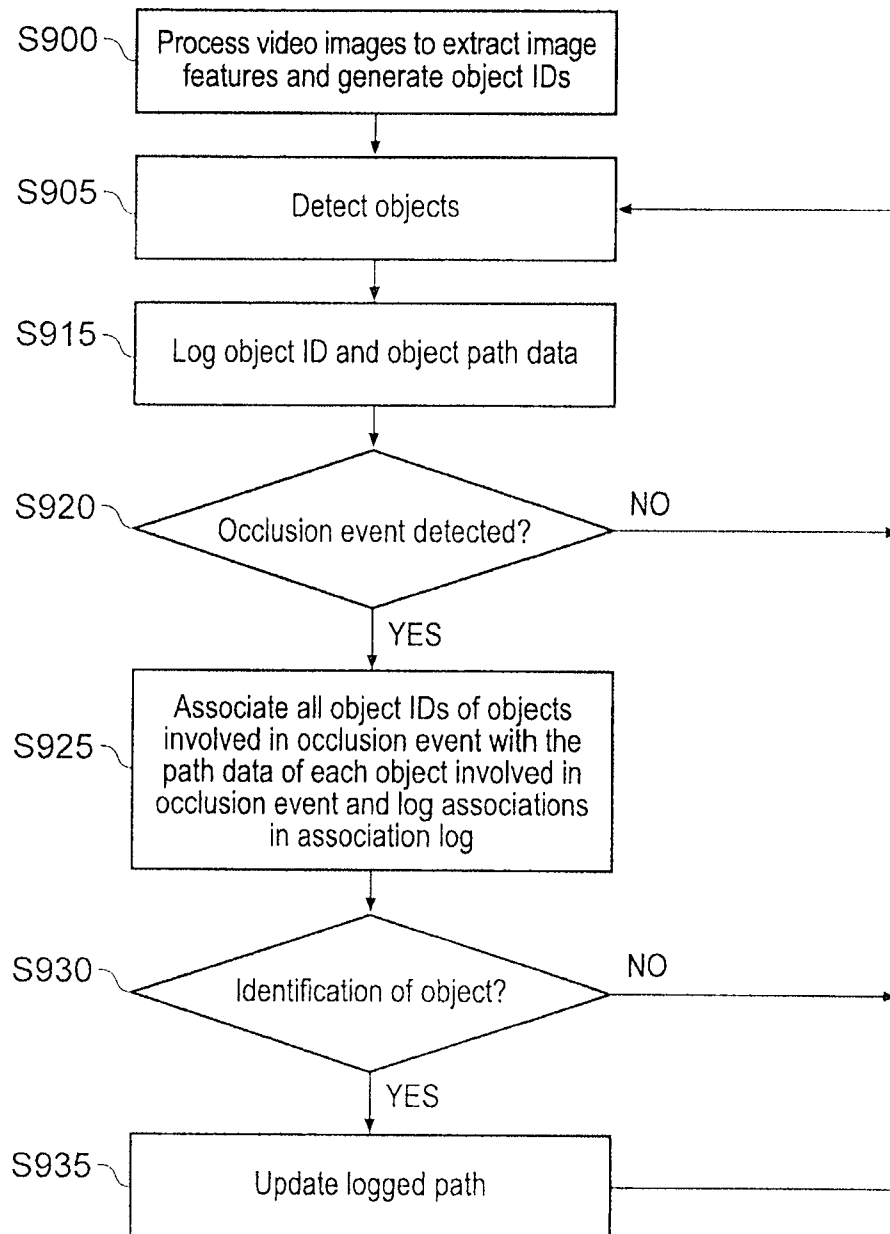 S900
Process video images to extract image
features and generate object IDs
S905
Detect objects
S915
Log object ID and object path data
S920
Occlusion event detected?
NO
YES
S925
Associate all object IDs of objects
involved in occlusion event with the
path data of each object involved in
occlusion event and log associations
in association log
S930
Identification of object?
NO
YES
S935
Update logged path